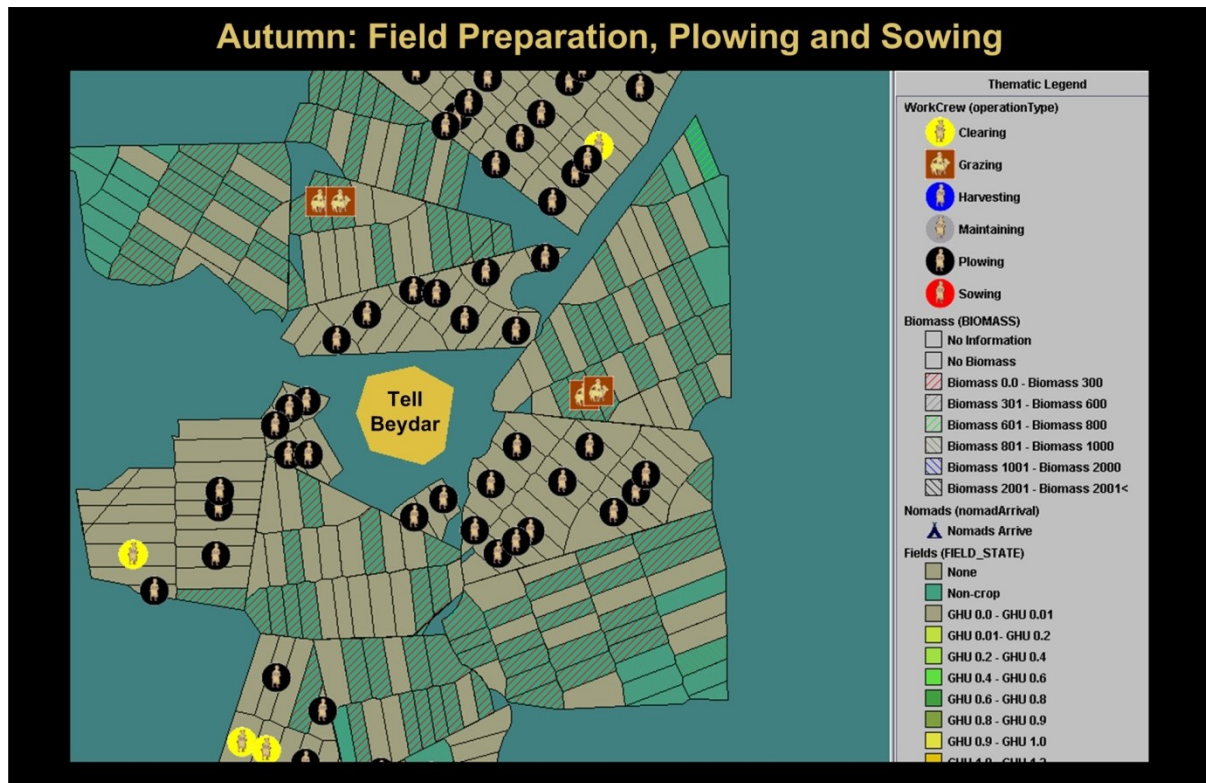 Autumn: Field Preparation, Plowing and Sowing
Tell
Beydar
Thematic Legend
WorkCrew (operationType)
Clearing
Grazing
Harvesting
Maintaining
Plowing
Sowing
Biomass (BIOMASS)
No Information
No Biomass
Biomass 0.0 - Biomass 300
Biomass 301 - Biomass 600
Biomass 601 - Biomass 800
Biomass 801 - Biomass 1000
Biomass 1001 - Biomass 2000
Biomass 2001 - Biomass 2001<
Nomads (nomadArrival)
Nomads Arrive
Fields (FIELD_STATE)
None
Non-crop
GHU 0.0 - GHU 0.01
GHU 0.01- GHU 0.2
GHU 0.2 - GHU 0.4
GHU 0.4 - GHU 0.6
GHU 0.6 - GHU 0.8
GHU 0.8 - GHU 0.9
GHU 0.9 - GHU 1.0